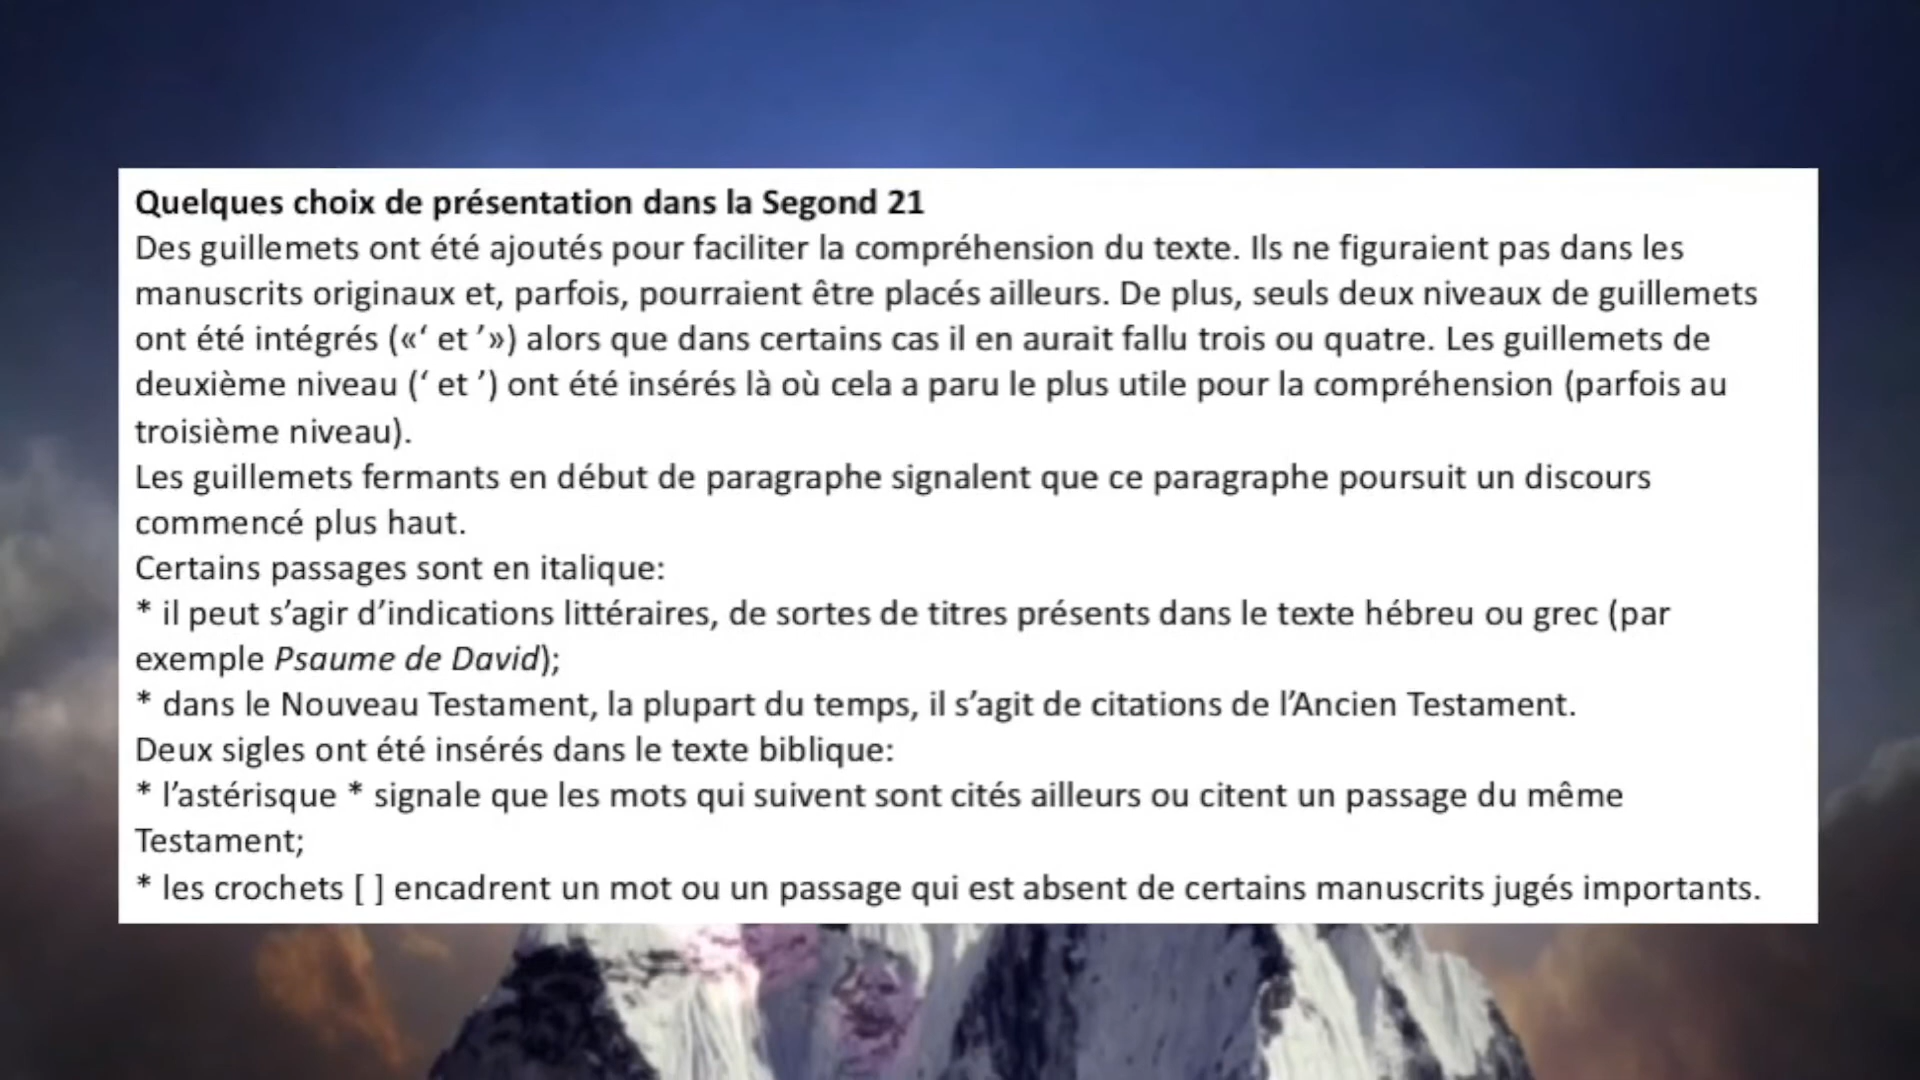 Quelques choix de présentation dans la Segond 21
Des guillemets ont été ajoutés pour faciliter la compréhension du texte. Ils ne figuraient pas dans les
manuscrits originaux et, parfois, pourraient être placés ailleurs. De plus, seuls deux niveaux de guillemets
ont été intégrés («‘ et ’») alors que dans certains cas il en aurait fallu trois ou quatre. Les guillemets de
deuxième niveau (‘ et ’) ont été insérés là où cela a paru le plus utile pour la compréhension (parfois au
troisième niveau).
Les guillemets fermants en début de paragraphe signalent que ce paragraphe poursuit un discours
commencé plus haut.
Certains passages sont en italique:
* il peut s’agir d’indications littéraires, de sortes de titres présents dans le texte hébreu ou grec (par
exemple Psaume de David);
* dans le Nouveau Testament, la plupart du temps, il s’agit de citations de l’Ancien Testament.
Deux sigles ont été insérés dans le texte biblique:
* l’astérisque * signale que les mots qui suivent sont cités ailleurs ou citent un passage du même
Testament;
* les crochets [ ] encadrent un mot ou un passage qui est absent de certains manuscrits jugés importants.